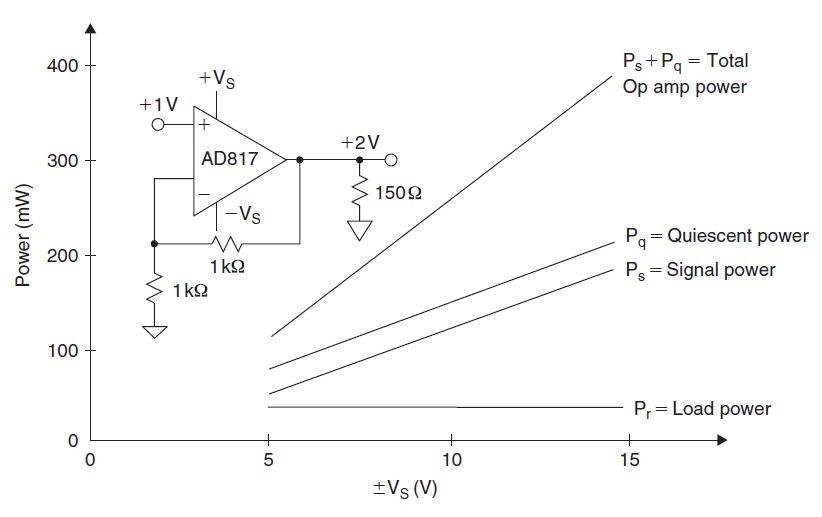 Power (mW)
400
300
200
100
0
0
5
10
15
±V_S (V)
+V_S
+1V
+
AD817
−
−V_S
+2V
150Ω
1kΩ
1kΩ
P_s + P_q = Total
Op amp power
P_q = Quiescent power
P_s = Signal power
P_r = Load power